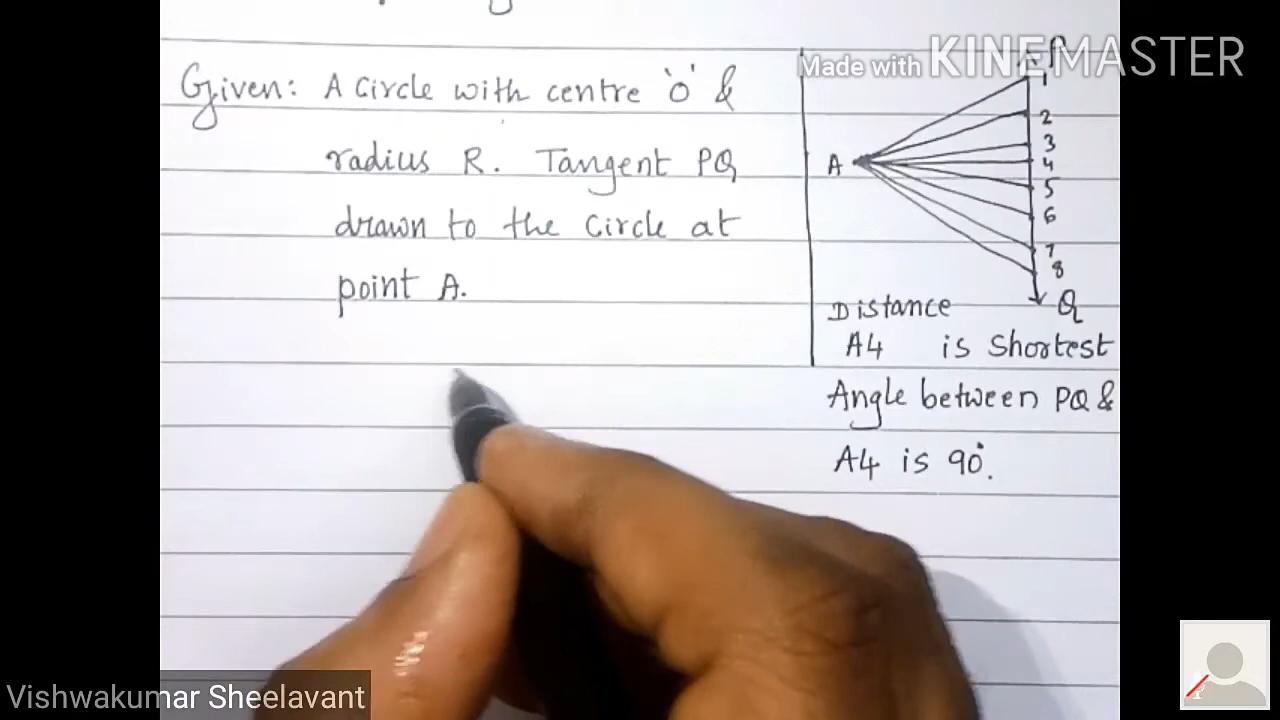 Made with KINEMASTER
Given: A Circle with centre 'O' &
radius R. Tangent PQ
drawn to the Circle at
point A.
P
1
2
3
A
4
5
6
7
8
Q
Distance
A4 is Shortest
Angle between PQ &
A4 is 90°.
Vishwakumar Sheelavant